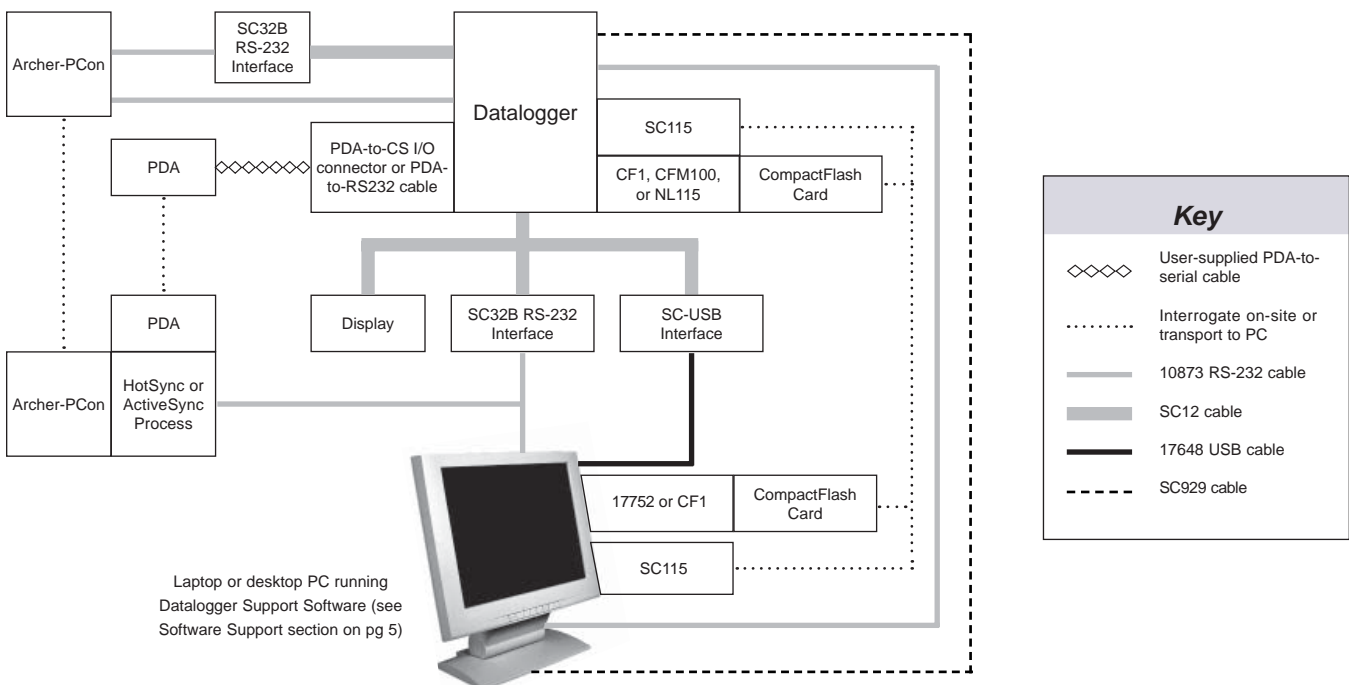 SC32B
RS-232
Interface
Archer-PCon
Datalogger
SC115
PDA-to-CS I/O
connector or PDA-
to-RS232 cable
PDA
CF1, CFM100,
or NL115
CompactFlash
Card
PDA
Display
SC32B RS-232
Interface
SC-USB
Interface
Archer-PCon
HotSync or
ActiveSync
Process
17752 or CF1
CompactFlash
Card
SC115
Laptop or desktop PC running
Datalogger Support Software (see
Software Support section on pg 5)
Key
User-supplied PDA-to-
serial cable
Interrogate on-site or
transport to PC
10873 RS-232 cable
SC12 cable
17648 USB cable
SC929 cable